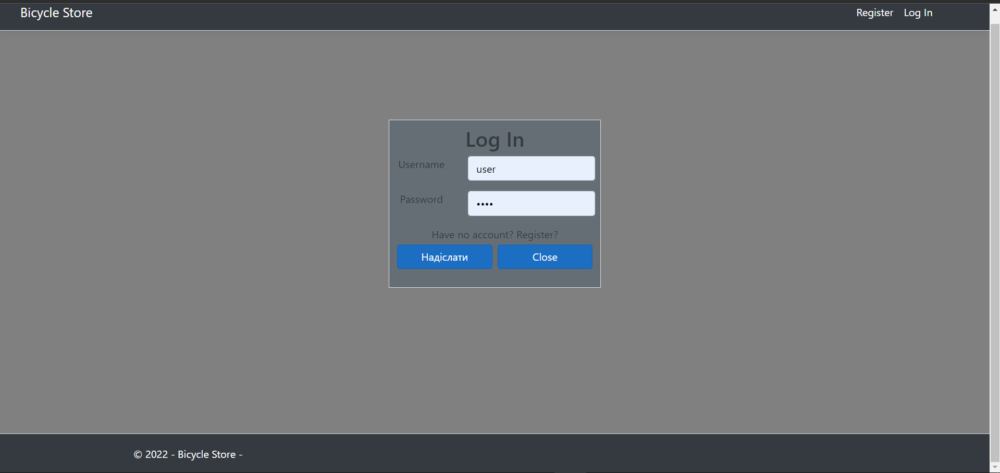 Bicycle Store
Register Log In
Log In
Username user
Password ••••
Have no account? Register?
Надіслати Close
© 2022 - Bicycle Store -